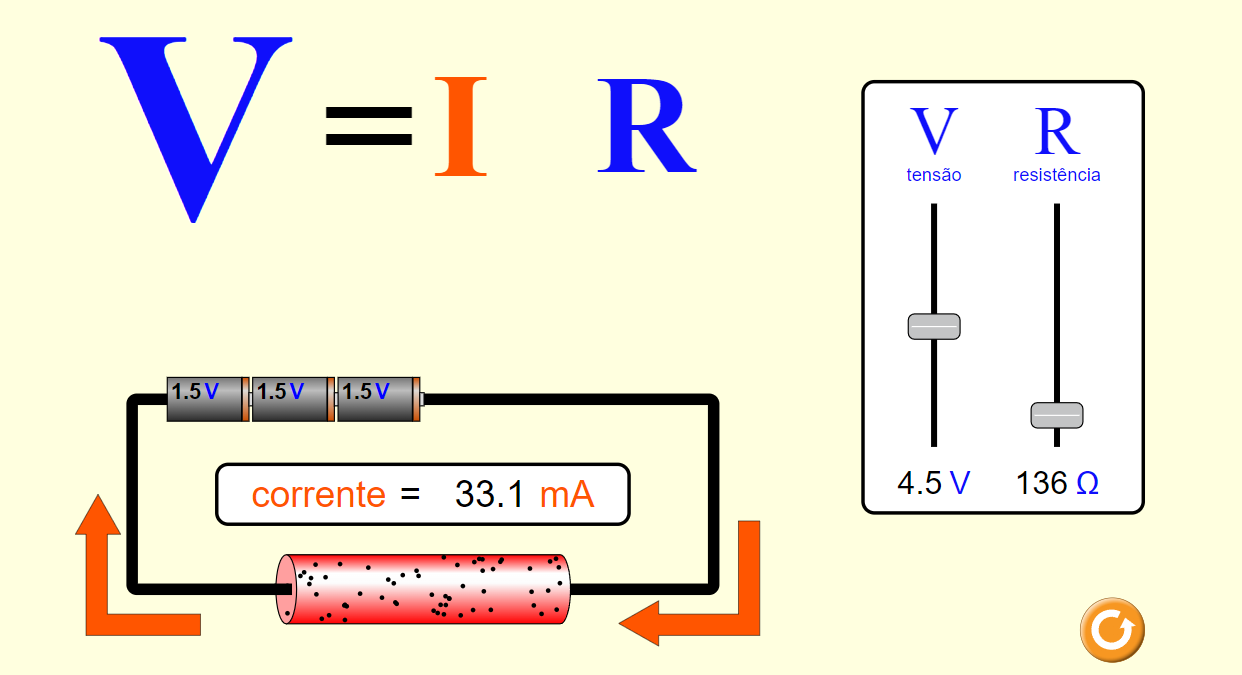 V = I R
V R
tensão resistência
4.5 V 136 Ω
1.5 V 1.5 V 1.5 V
corrente = 33.1 mA